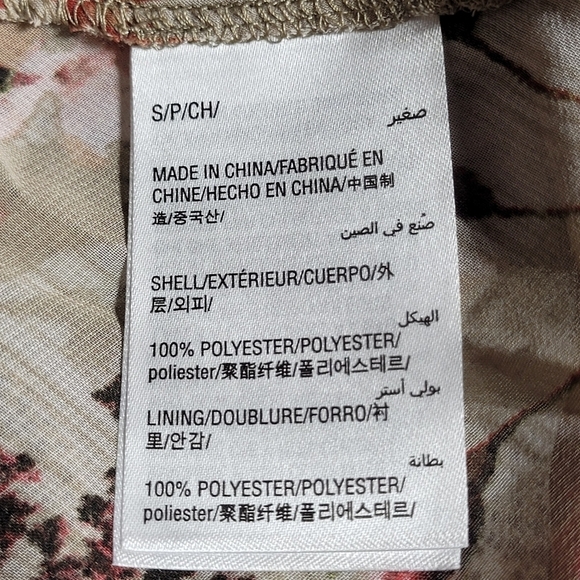 S/P/CH/
صغير
MADE IN CHINA/FABRIQUÉ EN
CHINE/HECHO EN CHINA/中国制
造/중국산/
صُنع في الصين
SHELL/EXTÉRIEUR/CUERPO/外
层/외피/
الهيكل
100% POLYESTER/POLYESTER/
poliester/聚酯纤维/폴리에스테르/
بولي أستر
LINING/DOUBLURE/FORRO/衬
里/안감/
بطانة
100% POLYESTER/POLYESTER/
poliester/聚酯纤维/폴리에스테르/